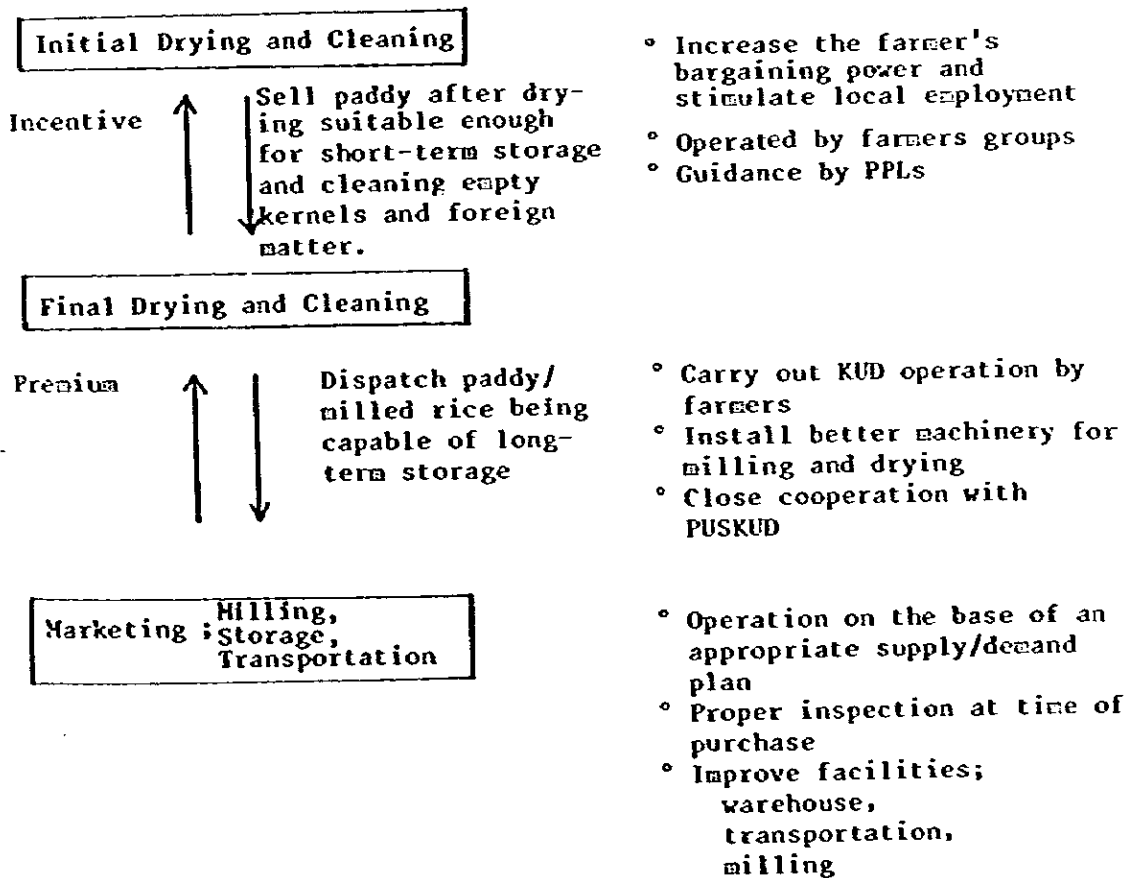 Initial Drying and Cleaning
Incentive
Sell paddy after dry-
ing suitable enough
for short-term storage
and cleaning empty
kernels and foreign
matter.
° Increase the farmer's
bargaining power and
stimulate local employment
° Operated by farmers groups
° Guidance by PPLs
Final Drying and Cleaning
Premium
Dispatch paddy/
milled rice being
capable of long-
term storage
° Carry out KUD operation by
farmers
° Install better machinery for
milling and drying
° Close cooperation with
PUSKUD
Marketing ; Milling,
Storage,
Transportation
° Operation on the base of an
appropriate supply/demand
plan
° Proper inspection at time of
purchase
° Improve facilities;
warehouse,
transportation,
milling